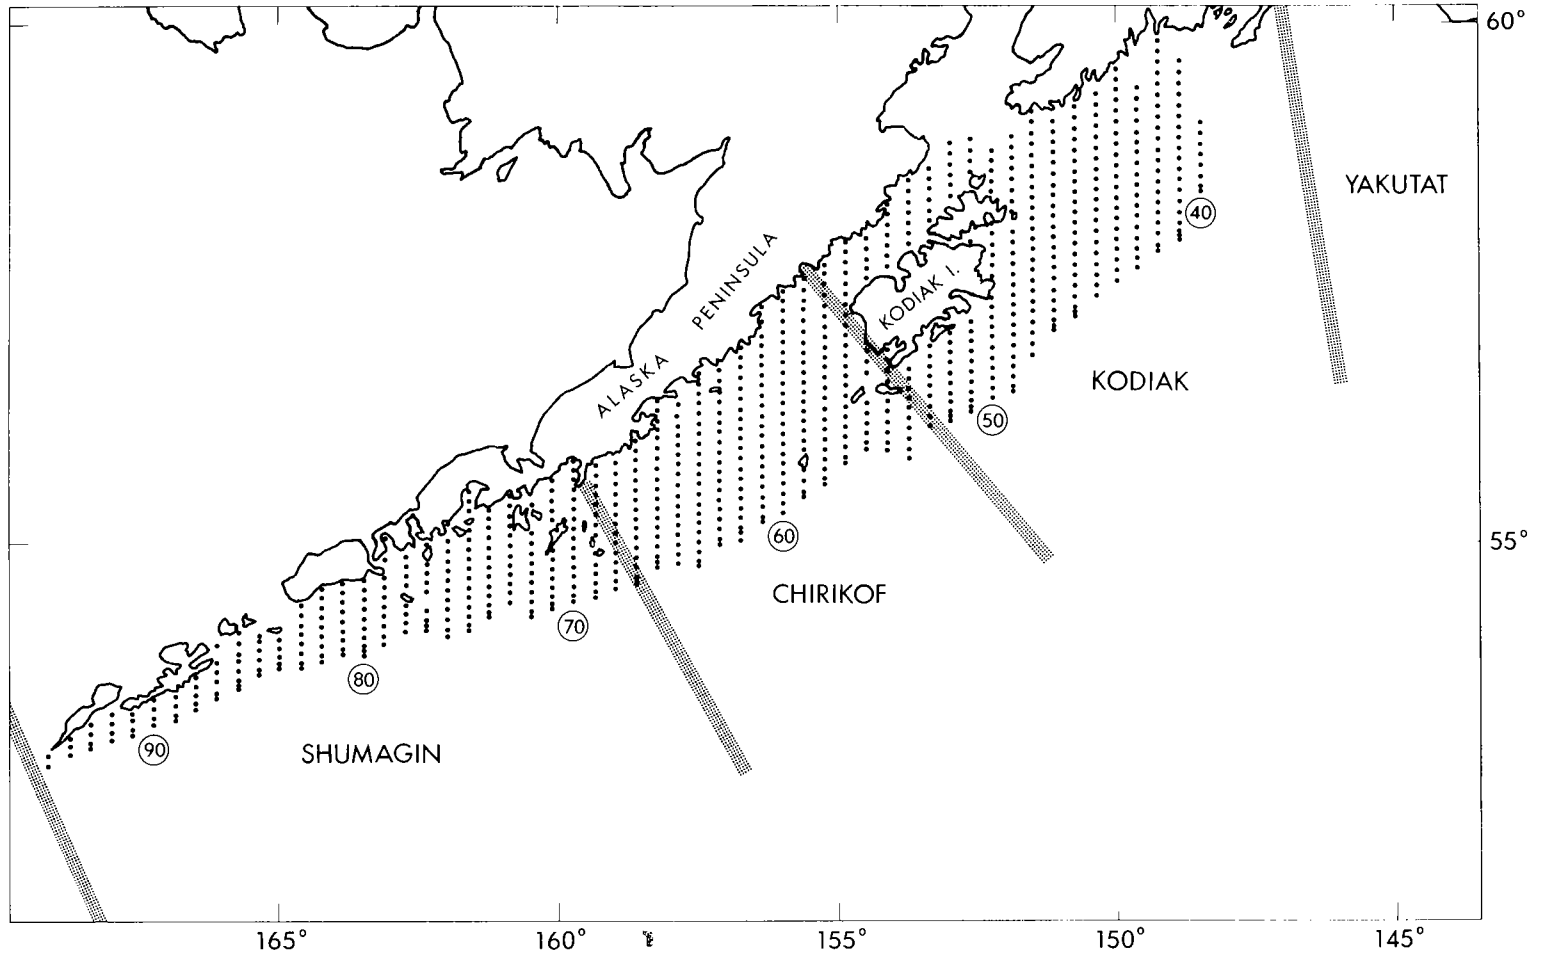 60°
YAKUTAT
40
PENINSULA
KODIAK I.
ALASKA
KODIAK
50
55°
60
CHIRIKOF
70
80
SHUMAGIN
90
165°
160°
155°
150°
145°